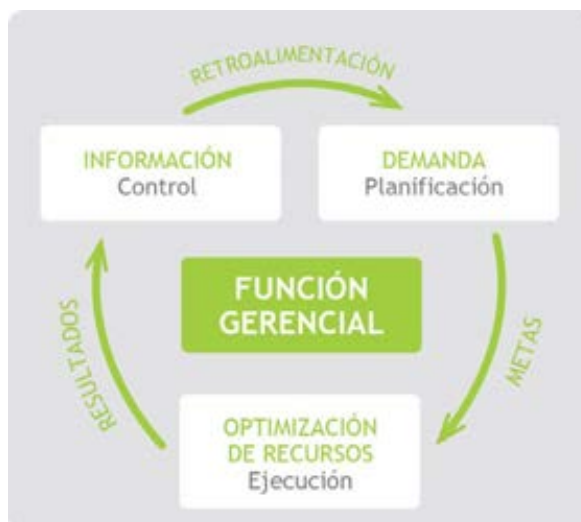 RETROALIMENTACIÓN
INFORMACIÓN
Control
DEMANDA
Planificación
FUNCIÓN
GERENCIAL
RESULTADOS
METAS
OPTIMIZACIÓN
DE RECURSOS
Ejecución